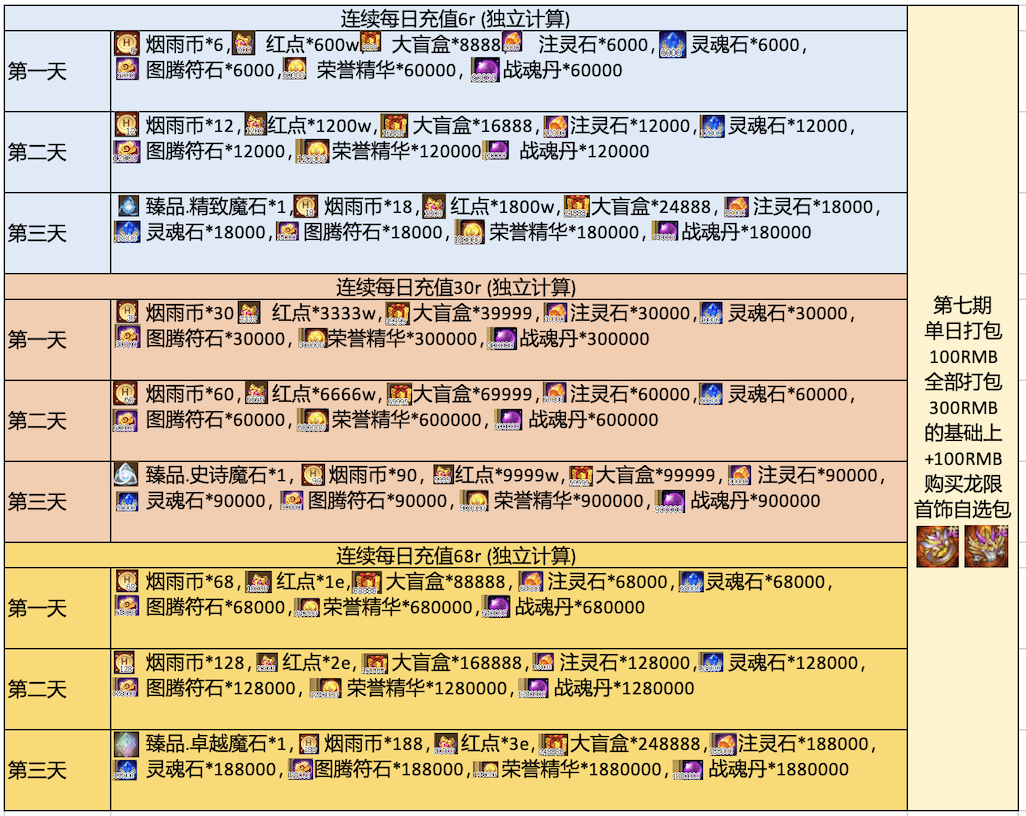 连续每日充值6r (独立计算)
第一天
烟雨币*6, 红点*600w 大盲盒*8888 注灵石*6000, 灵魂石*6000,
图腾符石*6000, 荣誉精华*60000, 战魂丹*60000
第二天
烟雨币*12, 红点*1200w, 大盲盒*16888, 注灵石*12000, 灵魂石*12000,
图腾符石*12000, 荣誉精华*120000 战魂丹*120000
第三天
臻品.精致魔石*1, 烟雨币*18, 红点*1800w, 大盲盒*24888, 注灵石*18000,
灵魂石*18000, 图腾符石*18000, 荣誉精华*180000, 战魂丹*180000
连续每日充值30r (独立计算)
第一天
烟雨币*30 红点*3333w, 大盲盒*39999, 注灵石*30000, 灵魂石*30000,
图腾符石*30000, 荣誉精华*300000, 战魂丹*300000
第二天
烟雨币*60, 红点*6666w, 大盲盒*69999, 注灵石*60000, 灵魂石*60000,
图腾符石*60000, 荣誉精华*600000, 战魂丹*600000
第三天
臻品.史诗魔石*1, 烟雨币*90, 红点*9999w, 大盲盒*99999, 注灵石*90000,
灵魂石*90000, 图腾符石*90000, 荣誉精华*900000, 战魂丹*900000
连续每日充值68r (独立计算)
第一天
烟雨币*68, 红点*1e, 大盲盒*88888, 注灵石*68000, 灵魂石*68000,
图腾符石*68000, 荣誉精华*680000, 战魂丹*680000
第二天
烟雨币*128, 红点*2e, 大盲盒*168888, 注灵石*128000, 灵魂石*128000,
图腾符石*128000, 荣誉精华*1280000, 战魂丹*1280000
第三天
臻品.卓越魔石*1, 烟雨币*188, 红点*3e, 大盲盒*248888, 注灵石*188000,
灵魂石*188000, 图腾符石*188000, 荣誉精华*1880000, 战魂丹*1880000
第七期
单日打包
100RMB
全部打包
300RMB
的基础上
+100RMB
购买龙限
首饰自选包